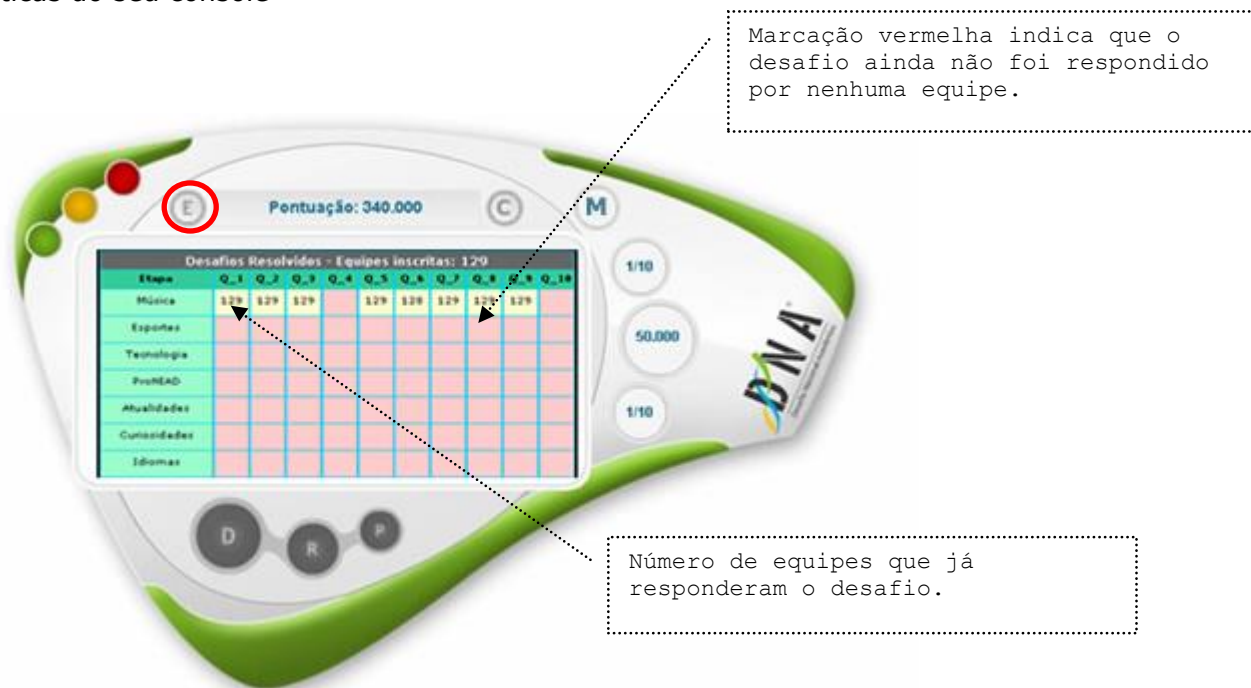 do seu console
Marcação vermelha indica que o
desafio ainda não foi respondido
por nenhuma equipe.
E
Pontuação: 340.000
C
M
Desafios Resolvidos - Equipes inscritas: 129
Etapa Q_1 Q_2 Q_3 Q_4 Q_5 Q_6 Q_7 Q_8 Q_9 Q_10
Música 129 129 129 129 128 129 129 129
Esportes
Tecnologia
ProNEAD
Atualidades
Curiosidades
Idiomas
1/10
50.000
1/10
DNA
D
R
P
Número de equipes que já
responderam o desafio.